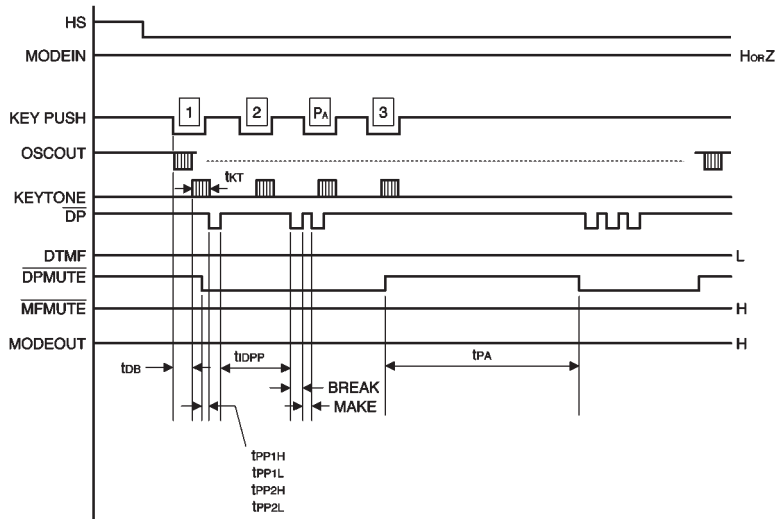 HS
MODEIN
HORZ
KEY PUSH
1
2
PA
3
OSCOUT
tKT
KEYTONE
DP
DTMF
L
DPMUTE
MFMUTE
H
MODEOUT
H
tDB
tIDPP
tPA
BREAK
MAKE
tPP1H
tPP1L
tPP2H
tPP2L